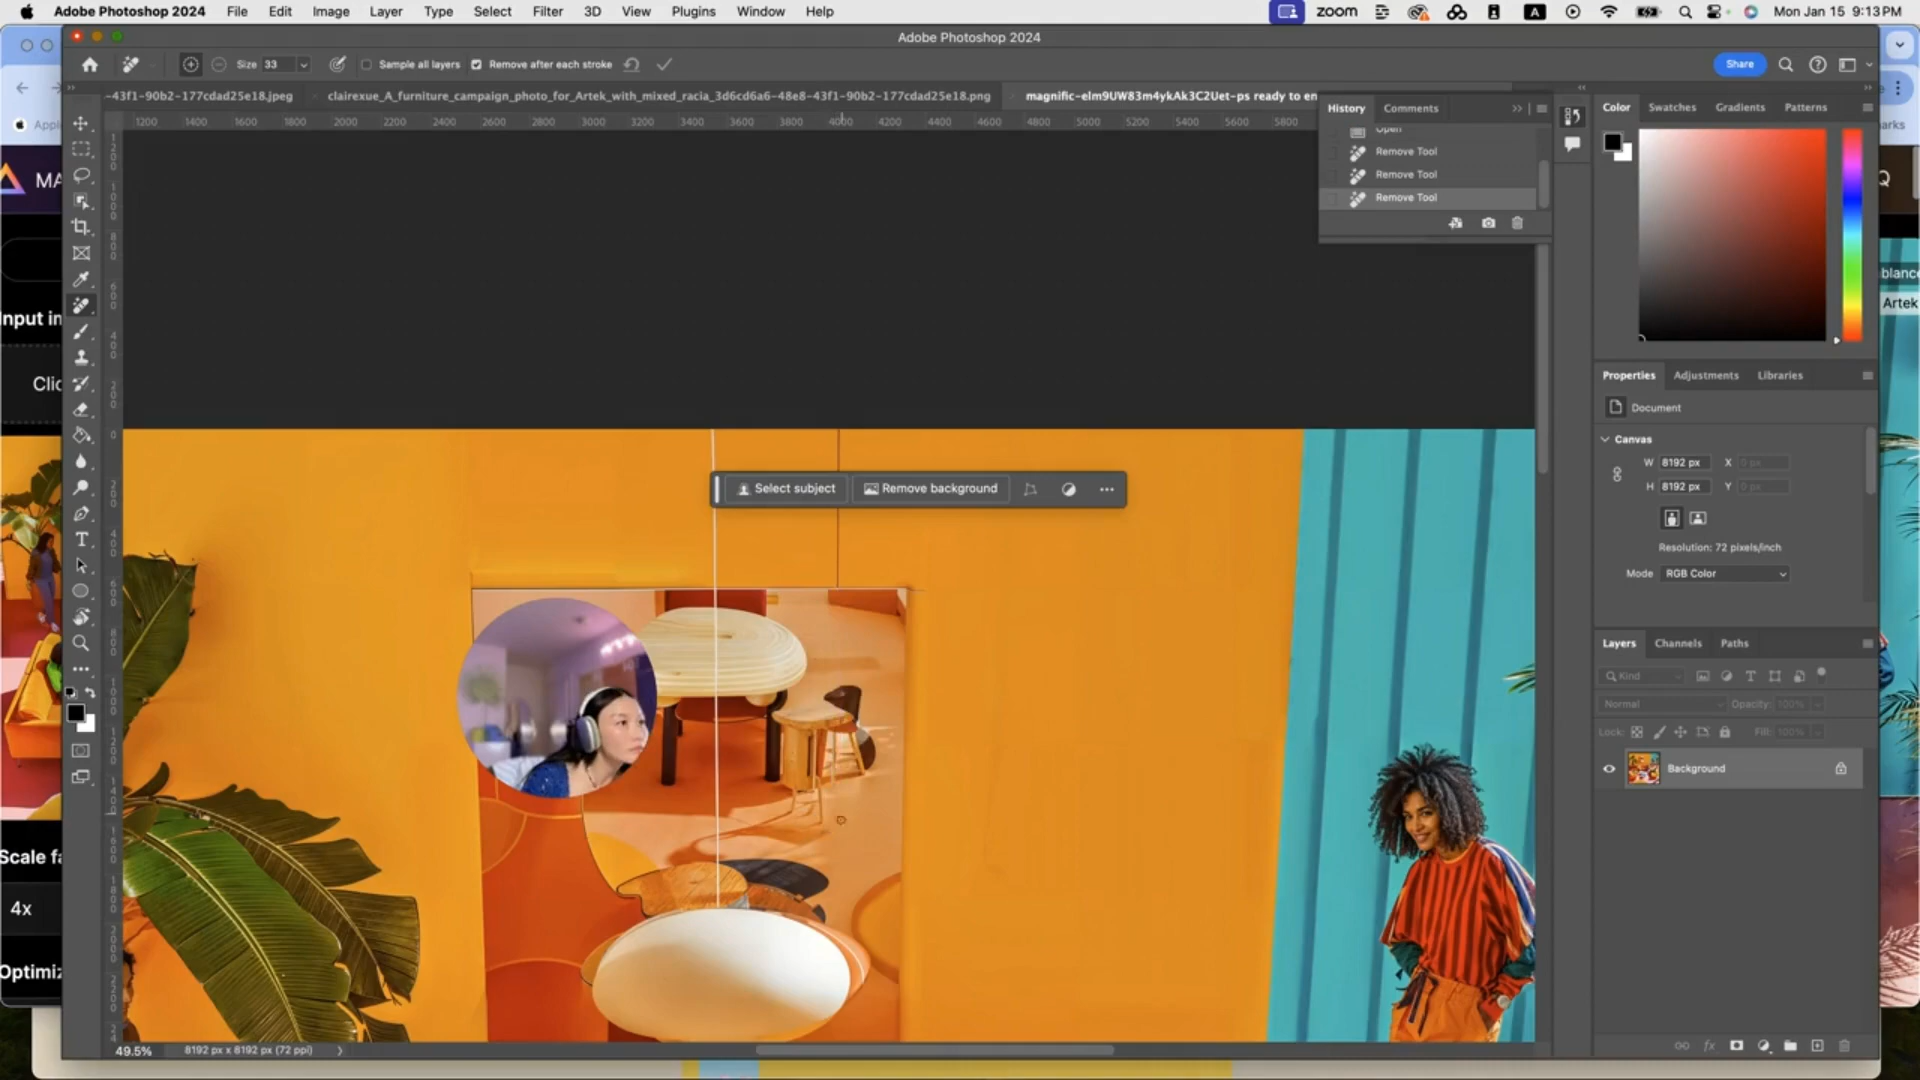 Adobe Photoshop 2024 File Edit Image Layer Type Select Filter 3D View Plugins Window Help zoom A Mon Jan 15 9:13 PM
Adobe Photoshop 2024
Size 33 Sample all layers Remove after each stroke Share
-43f1-90b2-177cdad25e18.jpeg clairexue_A_furniture_campaign_photo_for_Artek_with_mixed_racia_3d6cd6a6-48e8-43f1-90b2-177cdad25e18.png magnific-elm9UW83m4ykAk3C2Uet-ps ready to en
1200 1400 1600 1800 2000 2200 2400 2600 2800 3000 3200 3400 3600 3800 4000 4200 4400 4600 4800 5000 5200 5400 5600 5800
History Comments
Open
Remove Tool
Remove Tool
Remove Tool
Color Swatches Gradients Patterns
Properties Adjustments Libraries
Document
Canvas
W 8192 px X 0 px
H 8192 px Y 0 px
Resolution: 72 pixels/inch
Mode RGB Color
Layers Channels Paths
Kind
Normal Opacity: 100%
Lock: Fill: 100%
Background
fx
Select subject Remove background
49.5% 8192 px x 8192 px (72 ppi)
Appl
MA
Input im
Clic
Scale fa
4x
Optimiz
arks
blance
Artek